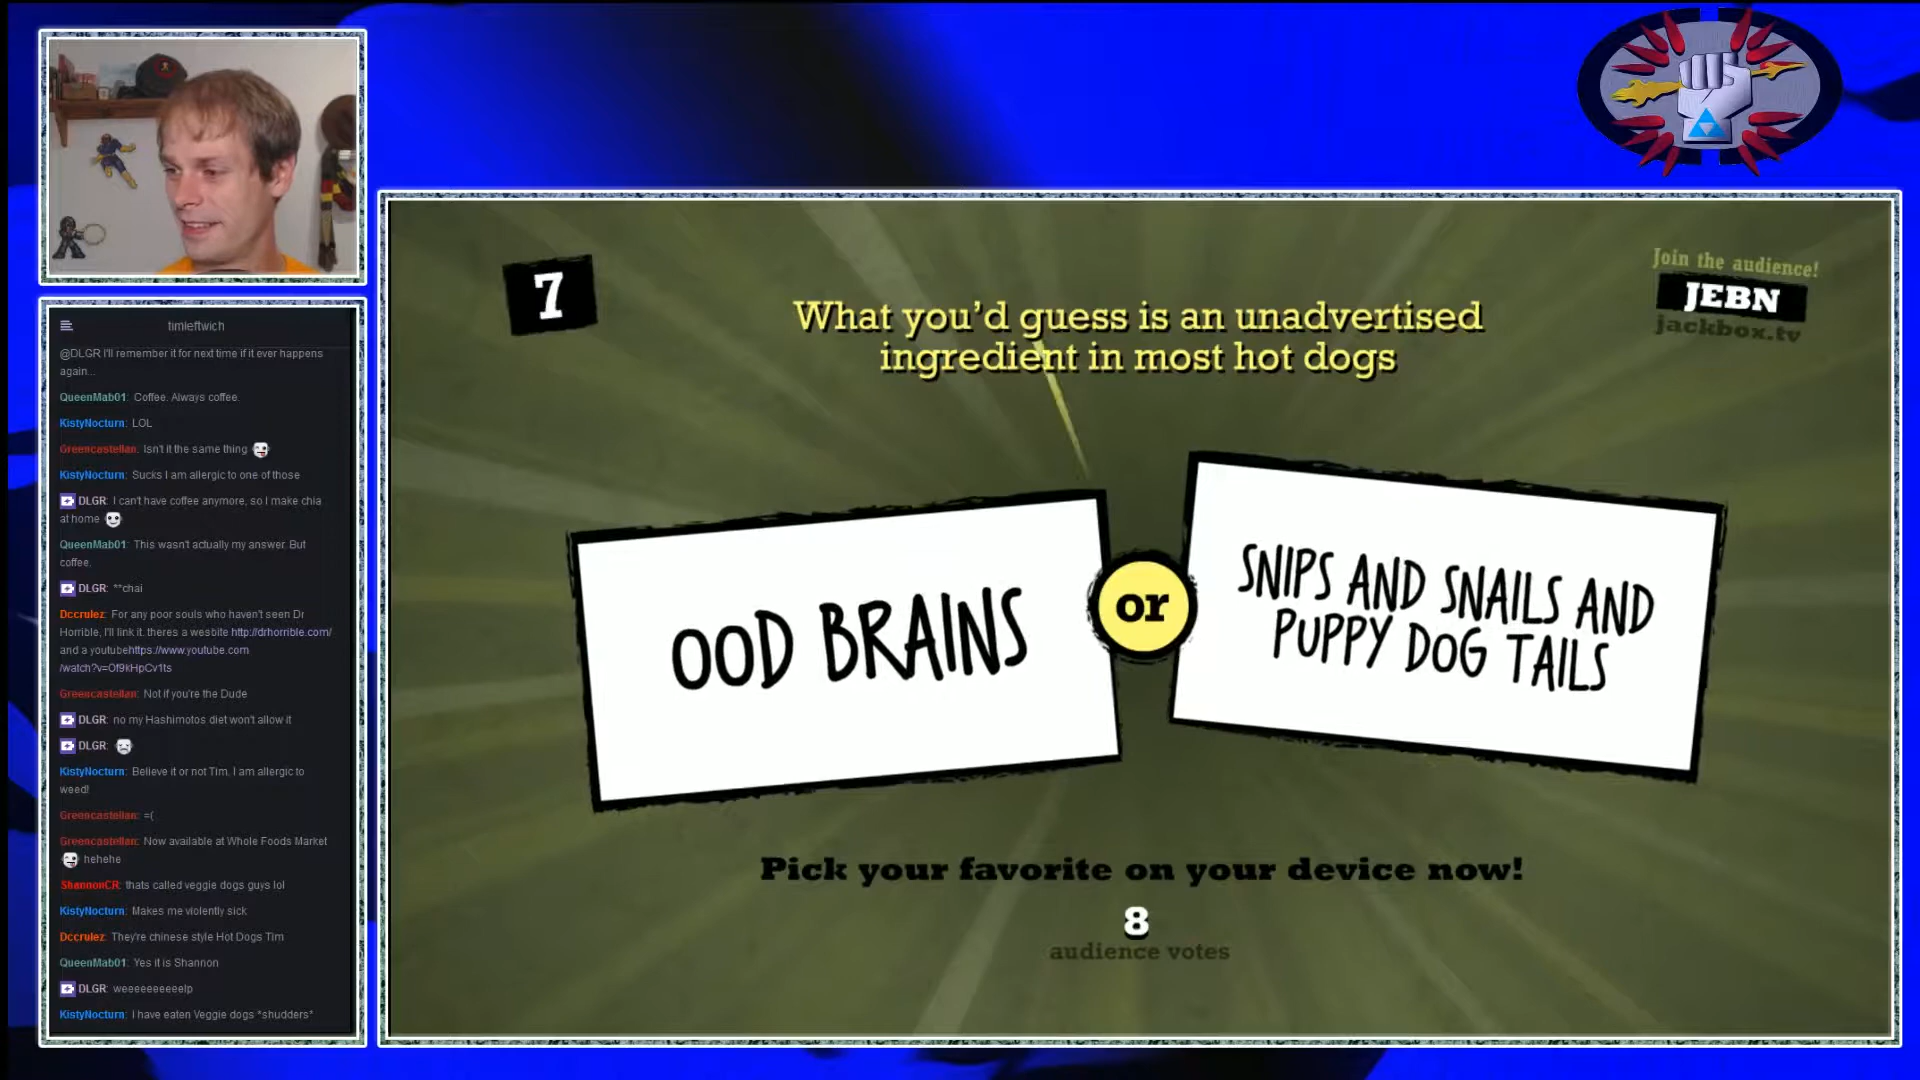 timleftwich
@DLGR I'll remember it for next time if it ever happens
again...
QueenMab01: Coffee. Always coffee.
KistyNocturn: LOL
Greencastellan: Isn't it the same thing
KistyNocturn: Sucks I am allergic to one of those
DLGR: I can't have coffee anymore, so I make chia
at home
QueenMab01: This wasn't actually my answer. But
coffee.
DLGR: **chai
Dccrulez: For any poor souls who haven't seen Dr
Horrible, I'll link it. theres a wesbite http://drhorrible.com/
and a youtubehttps://www.youtube.com
/watch?v=Of9kHpCv1ts
Greencastellan: Not if you're the Dude
DLGR: no my Hashimotos diet won't allow it
DLGR:
KistyNocturn: Believe it or not Tim, I am allergic to
weed!
Greencastellan: =(
Greencastellan: Now available at Whole Foods Market
hehehe
ShannonCR: thats called veggie dogs guys lol
KistyNocturn: Makes me violently sick
Dccrulez: They're chinese style Hot Dogs Tim
QueenMab01: Yes it is Shannon
DLGR: weeeeeeeeeelp
KistyNocturn: I have eaten Veggie dogs *shudders*
7
What you'd guess is an unadvertised
ingredient in most hot dogs
Join the audience!
JEBN
jackbox.tv
OOD BRAINS
or
SNIPS AND SNAILS AND
PUPPY DOG TAILS
Pick your favorite on your device now!
8
audience votes